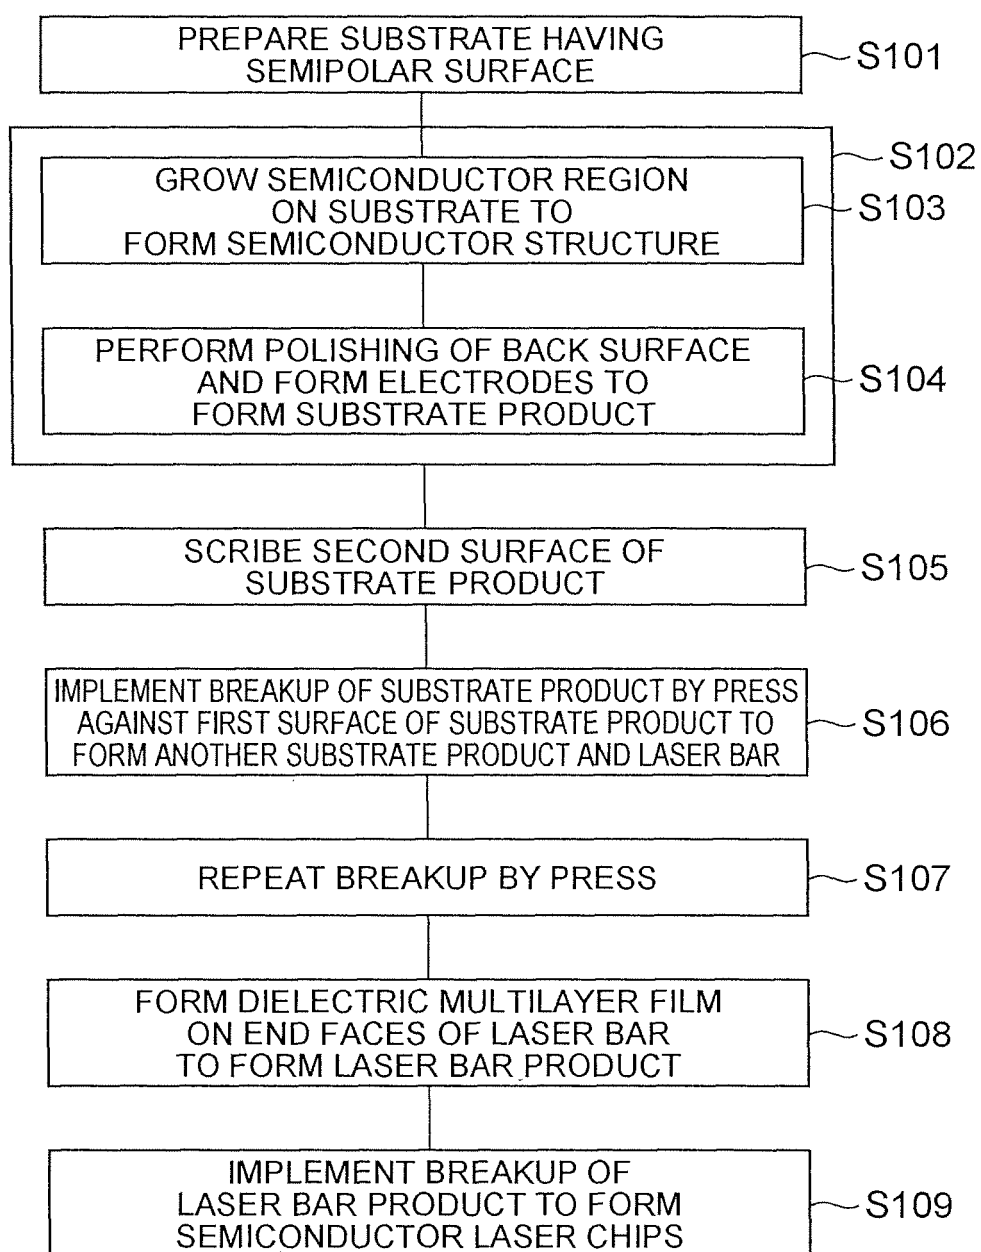 PREPARE SUBSTRATE HAVING
SEMIPOLAR SURFACE
S101
S102
GROW SEMICONDUCTOR REGION
ON SUBSTRATE TO
FORM SEMICONDUCTOR STRUCTURE
S103
PERFORM POLISHING OF BACK SURFACE
AND FORM ELECTRODES TO
FORM SUBSTRATE PRODUCT
S104
SCRIBE SECOND SURFACE OF
SUBSTRATE PRODUCT
S105
IMPLEMENT BREAKUP OF SUBSTRATE PRODUCT BY PRESS
AGAINST FIRST SURFACE OF SUBSTRATE PRODUCT TO
FORM ANOTHER SUBSTRATE PRODUCT AND LASER BAR
S106
REPEAT BREAKUP BY PRESS
S107
FORM DIELECTRIC MULTILAYER FILM
ON END FACES OF LASER BAR
TO FORM LASER BAR PRODUCT
S108
IMPLEMENT BREAKUP OF
LASER BAR PRODUCT TO FORM
SEMICONDUCTOR LASER CHIPS
S109